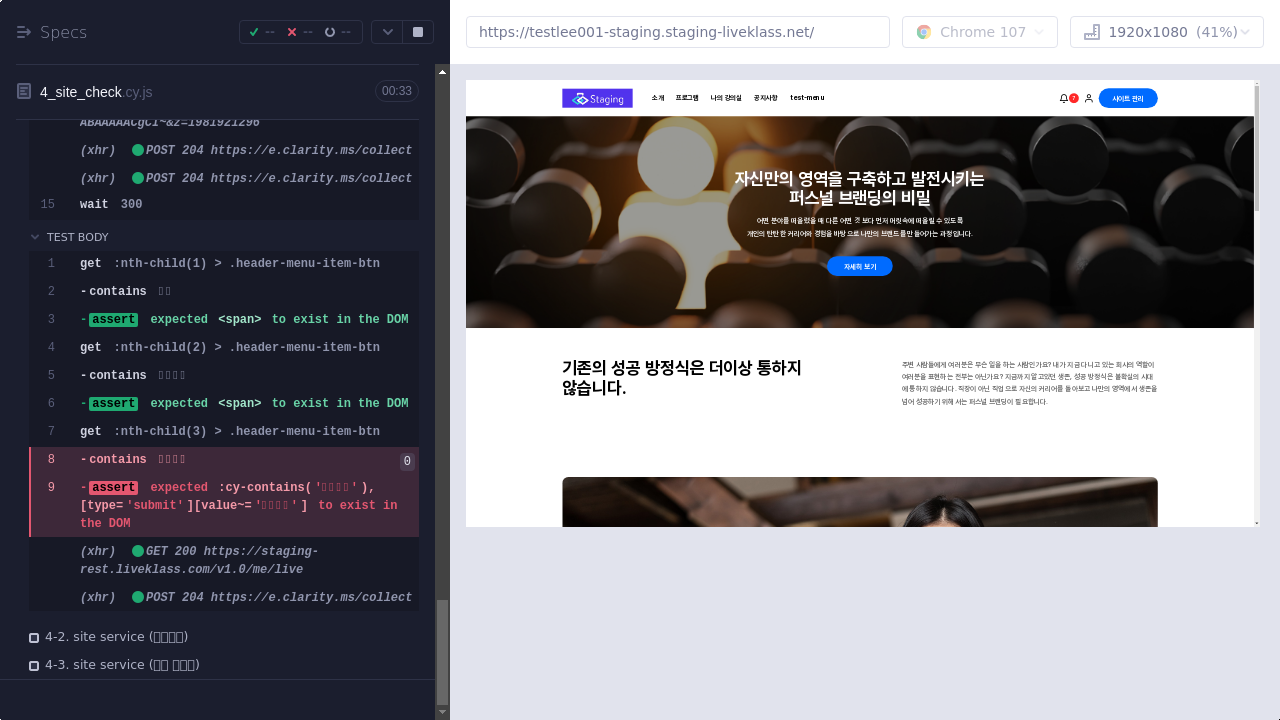 Specs
--
--
--
https://testlee001-staging.staging-liveklass.net/
Chrome 107
1920x1080 (41%)
4_site_check.cy.js
00:33
ABAAAAACgCI~&z=1981921296
(xhr) POST 204 https://e.clarity.ms/collect
(xhr) POST 204 https://e.clarity.ms/collect
15 wait 300
TEST BODY
1 get :nth-child(1) > .header-menu-item-btn
2 -contains
3 -assert expected <span> to exist in the DOM
4 get :nth-child(2) > .header-menu-item-btn
5 -contains
6 -assert expected <span> to exist in the DOM
7 get :nth-child(3) > .header-menu-item-btn
8 -contains 0
9 -assert expected :cy-contains('▯▯▯▯'),
[type='submit'][value~='▯▯▯▯'] to exist in
the DOM
(xhr) GET 200 https://staging-
rest.liveklass.com/v1.0/me/live
(xhr) POST 204 https://e.clarity.ms/collect
4-2. site service (▯▯▯▯)
4-3. site service (▯▯ ▯▯▯)
Staging
소개
프로그램
나의 강의실
공지사항
test-menu
7
사이트 관리
자신만의 영역을 구축하고 발전시키는
퍼스널 브랜딩의 비밀
어떤 분야를 떠올렸을 때 다른 어떤 것 보다 먼저 머릿속에 떠올릴 수 있도록
개인의 탄탄한 커리어와 경험을 바탕으로 나만의 브랜드를 만들어가는 과정입니다.
자세히 보기
기존의 성공 방정식은 더이상 통하지
않습니다.
주변 사람들에게 여러분은 무슨 일을 하는 사람인가요? 내가 지금 다니고 있는 회사의 역할이
여러분을 표현하는 전부는 아닌가요? 지금까지 알고있던 생존, 성공 방정식은 불확실의 시대
에 통하지 않습니다. 직장이 아닌 직업으로 자신의 커리어를 돌아보고 나만의 영역에서 생존을
넘어 성공하기 위해서는 퍼스널 브랜딩이 필요합니다.